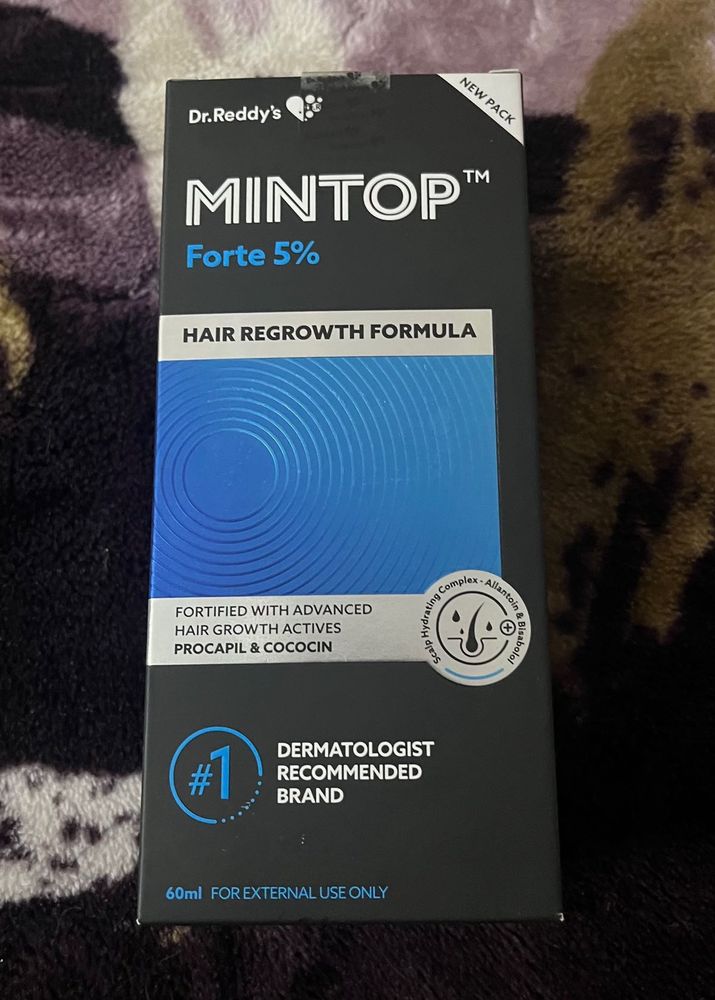 Dr.Reddy's
NEW PACK
MINTOP™
Forte 5%
HAIR REGROWTH FORMULA
FORTIFIED WITH ADVANCED
HAIR GROWTH ACTIVES
PROCAPIL & COCOCIN
Scalp Hydrating Complex - Allantoin & Bisabolol
#1
DERMATOLOGIST
RECOMMENDED
BRAND
60ml FOR EXTERNAL USE ONLY